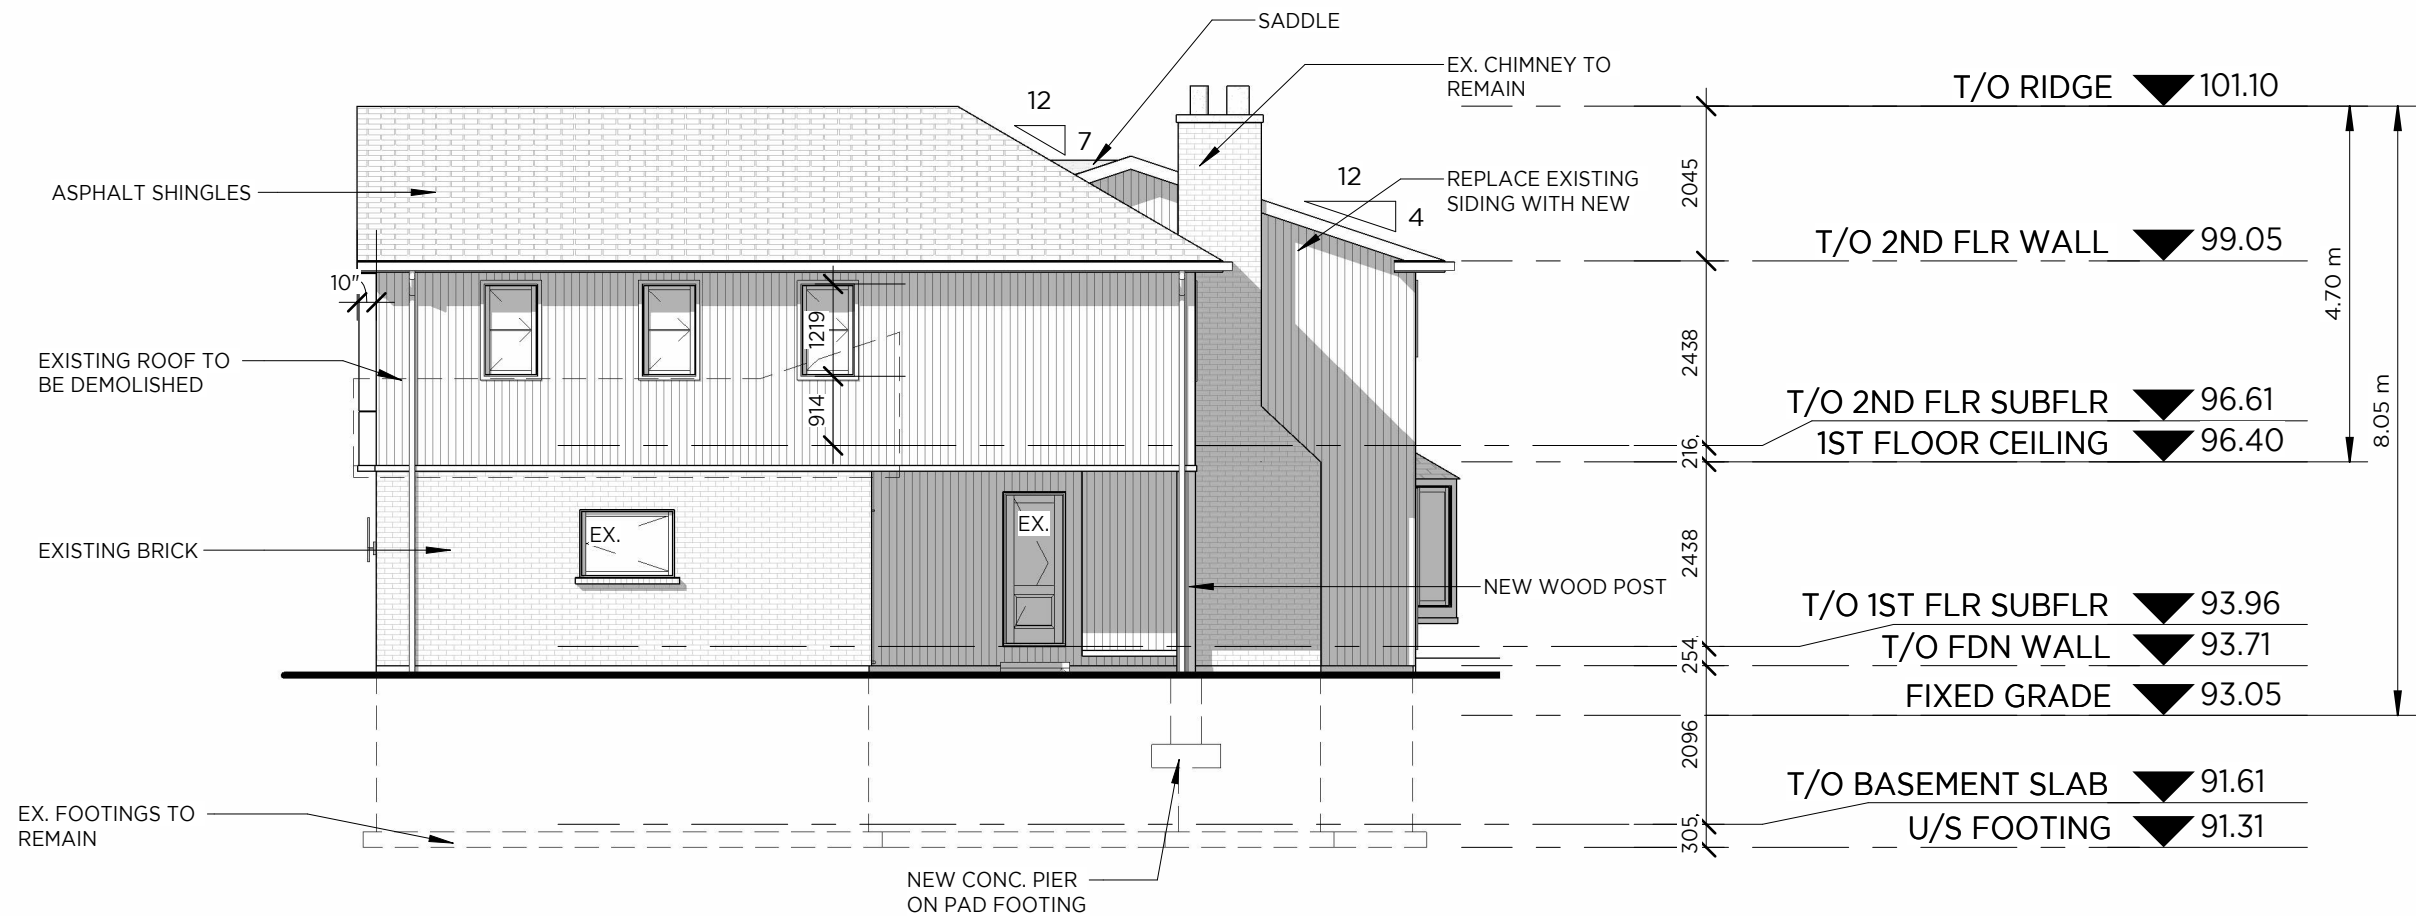 SADDLE
EX. CHIMNEY TO
REMAIN
12
7
ASPHALT SHINGLES
12
4
REPLACE EXISTING
SIDING WITH NEW
10"
EXISTING ROOF TO
BE DEMOLISHED
1219
914
EX.
EX.
EXISTING BRICK
NEW WOOD POST
EX. FOOTINGS TO
REMAIN
NEW CONC. PIER
ON PAD FOOTING
2045
2438
216
2438
254
2096
305
T/O RIDGE 101.10
T/O 2ND FLR WALL 99.05
T/O 2ND FLR SUBFLR 96.61
1ST FLOOR CEILING 96.40
T/O 1ST FLR SUBFLR 93.96
T/O FDN WALL 93.71
FIXED GRADE 93.05
T/O BASEMENT SLAB 91.61
U/S FOOTING 91.31
4.70 m
8.05 m